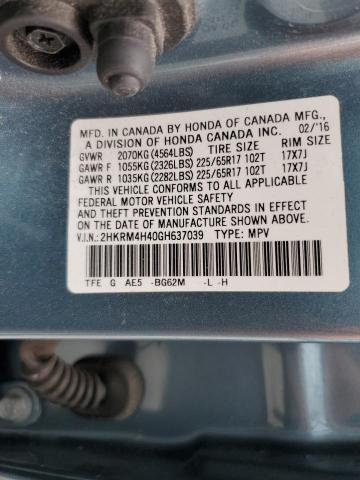 MFD. IN CANADA BY HONDA OF CANADA MFG.,
A DIVISION OF HONDA CANADA INC. 02/'16
GVWR 2070KG (4564LBS) TIRE SIZE RIM SIZE
GAWR F 1055KG (2326LBS) 225/65R17 102T 17X7J
GAWR R 1035KG (2282LBS) 225/65R17 102T 17X7J
THIS VEHICLE CONFORMS TO ALL APPLICABLE
FEDERAL MOTOR VEHICLE SAFETY
AND THEFT PREVENTION STANDARDS IN EFFECT
ON THE DATE OF MANUFACTURE SHOWN ABOVE.
V.I.N.: 2HKRM4H40GH637039 TYPE: MPV
TFE G AE5 -BG62M -L -H